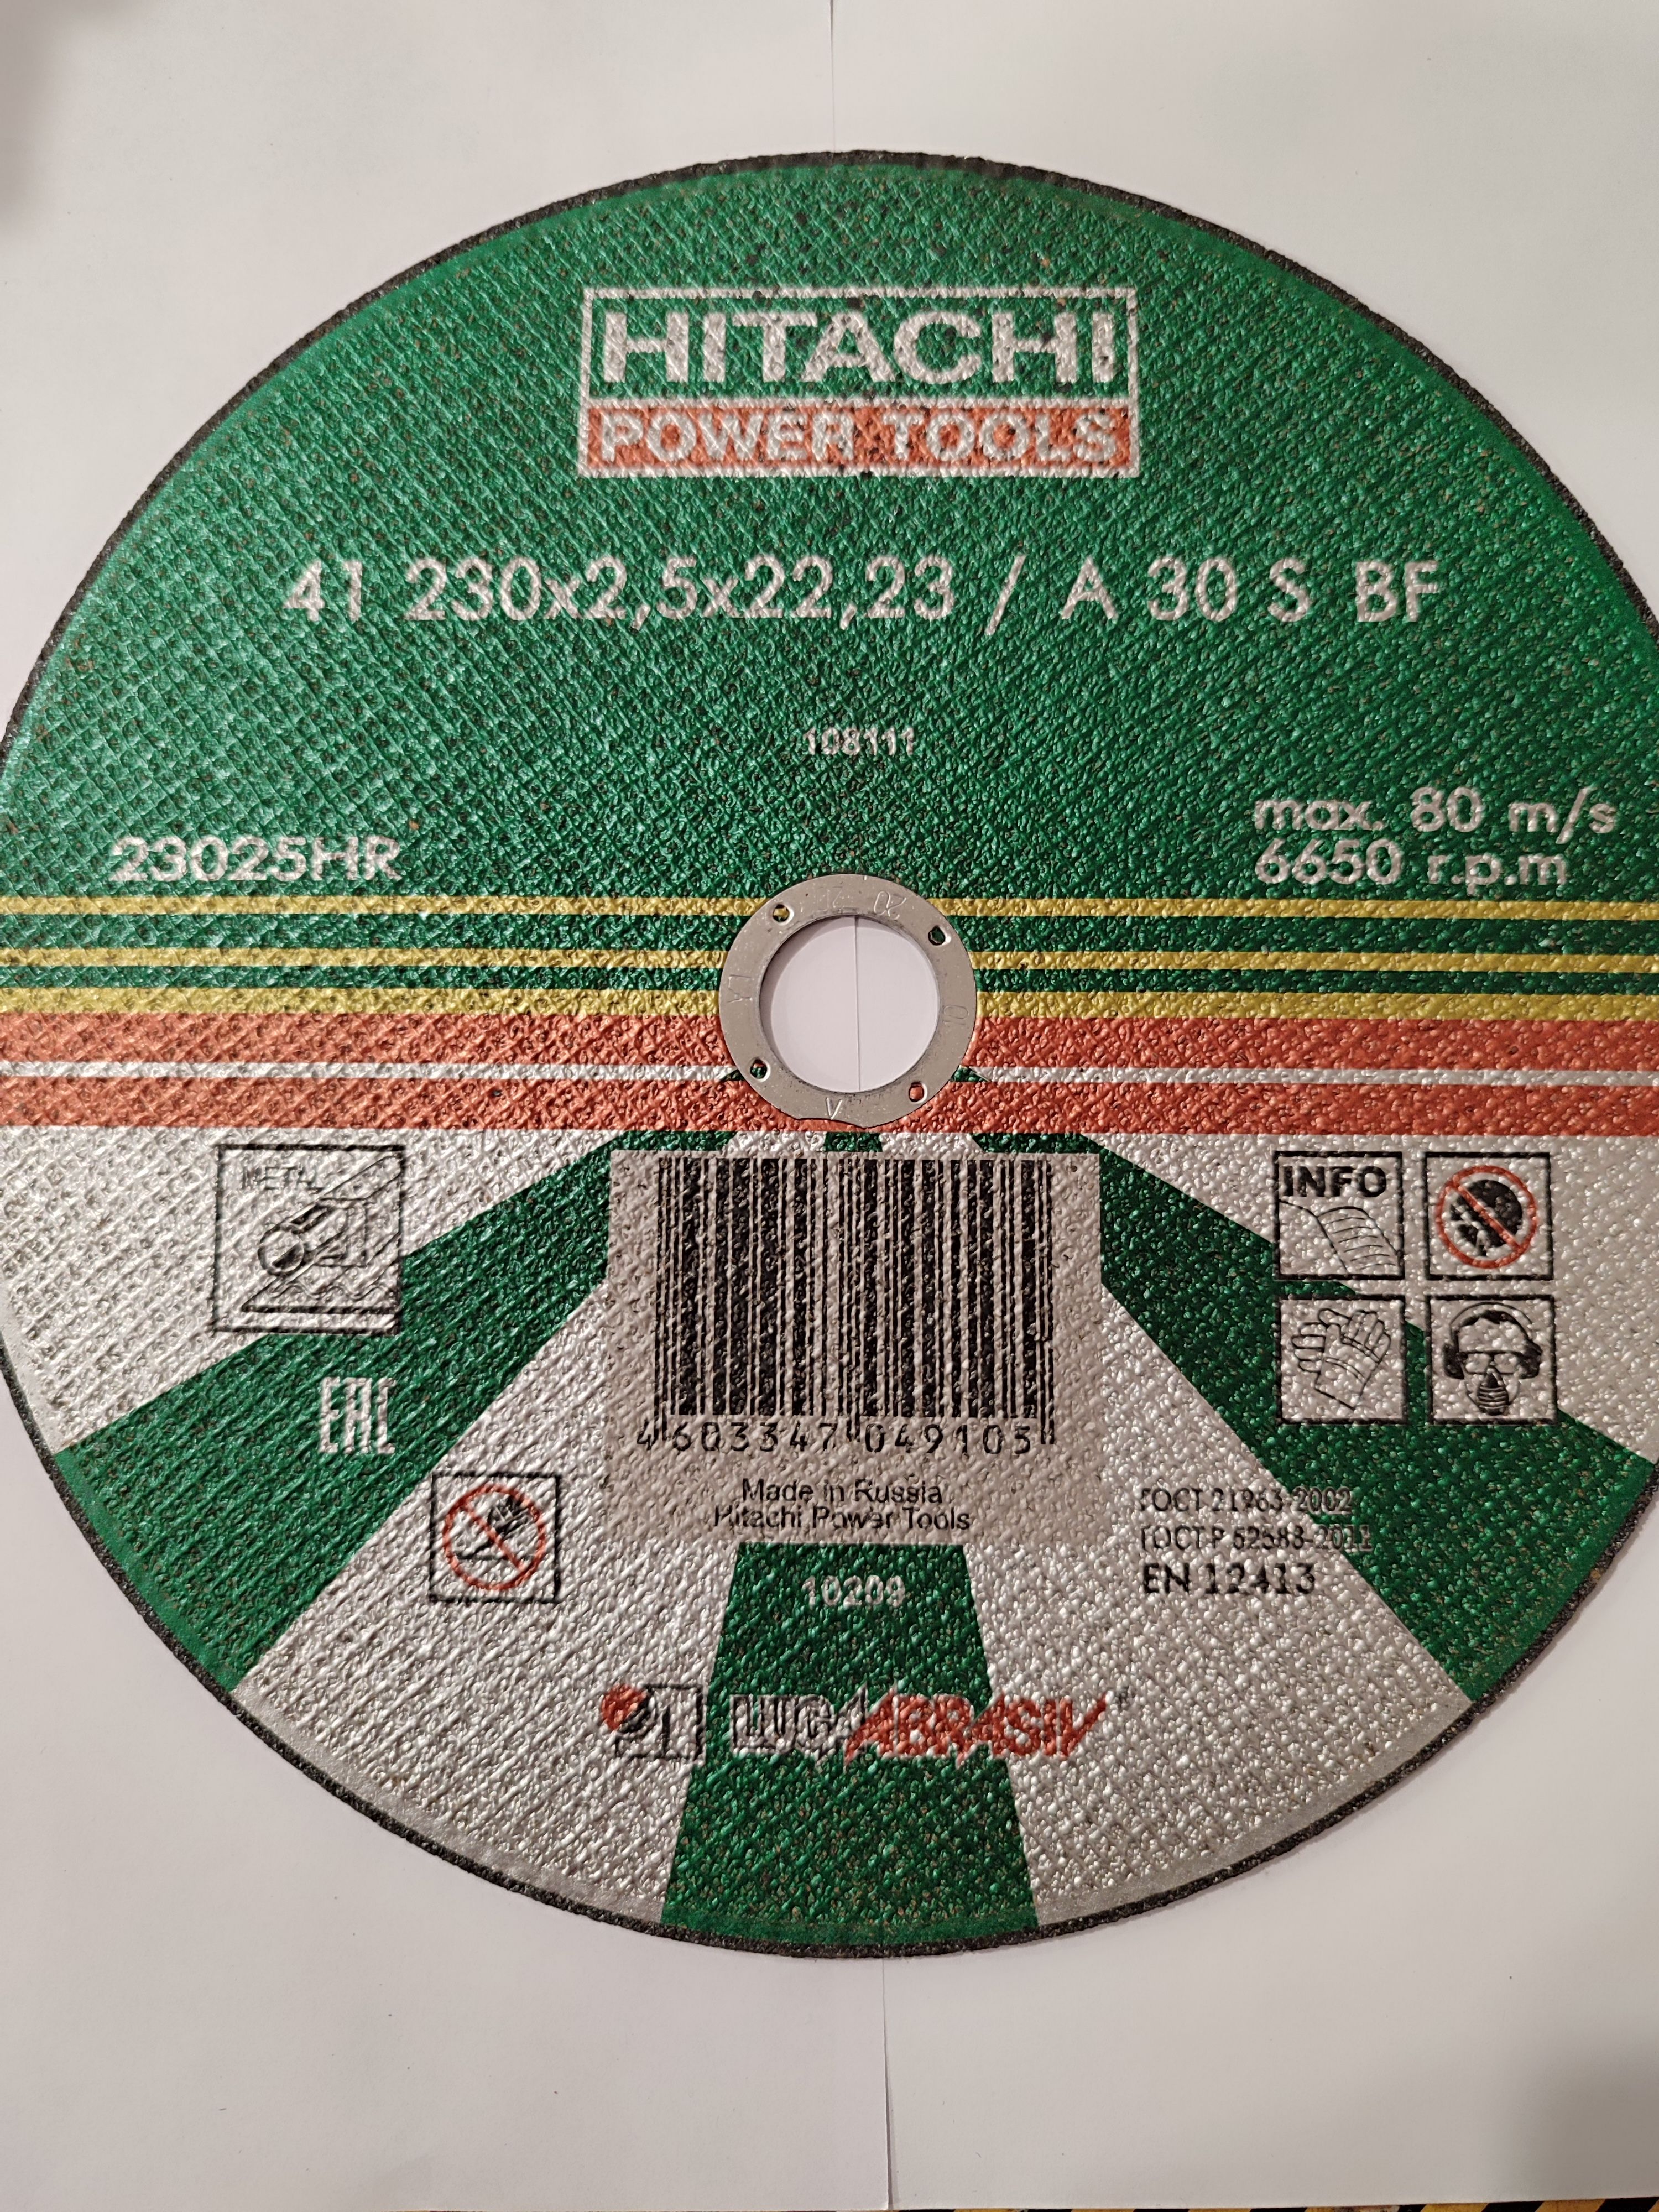 HITACHI
POWER TOOLS
41 230x2,5x22,23 / A 30 S BF
108111
23025HR
max. 80 m/s
6650 r.p.m
METAL
INFO
EAC
4 603347 049105
Made in Russia
Hitachi Power Tools
ГОСТ 21963-2002
ГОСТ Р 52588-2011
EN 12413
10209
LUGAABRASIV